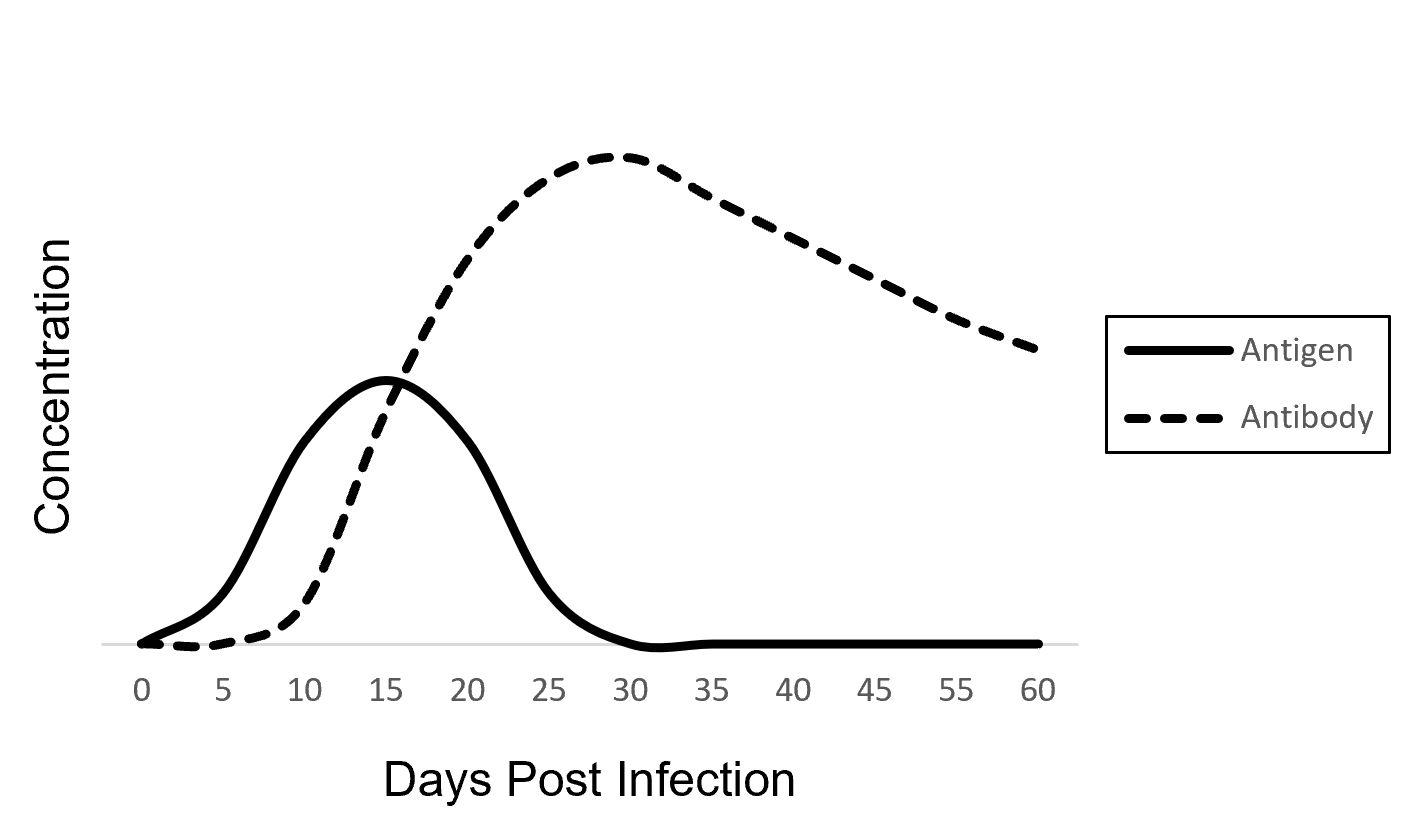 Concentration
Antigen
Antibody
0 5 10 15 20 25 30 35 40 45 55 60
Days Post Infection